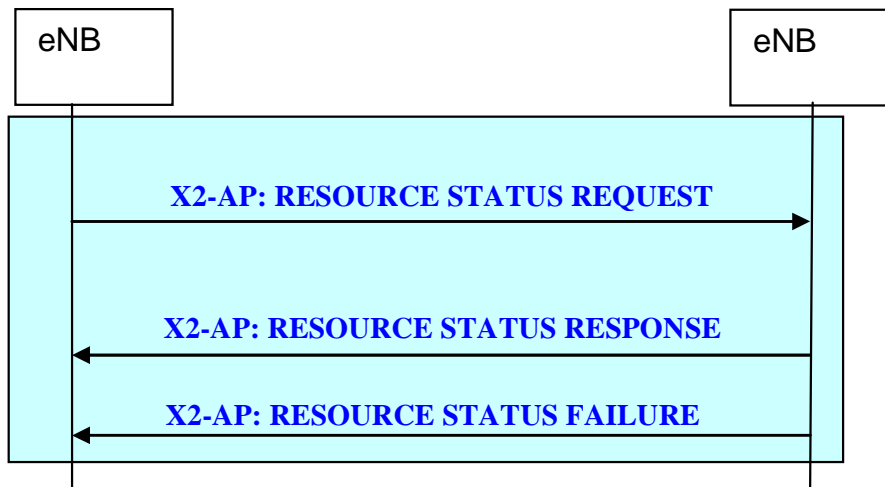 eNB
eNB
X2-AP: RESOURCE STATUS REQUEST
X2-AP: RESOURCE STATUS RESPONSE
X2-AP: RESOURCE STATUS FAILURE